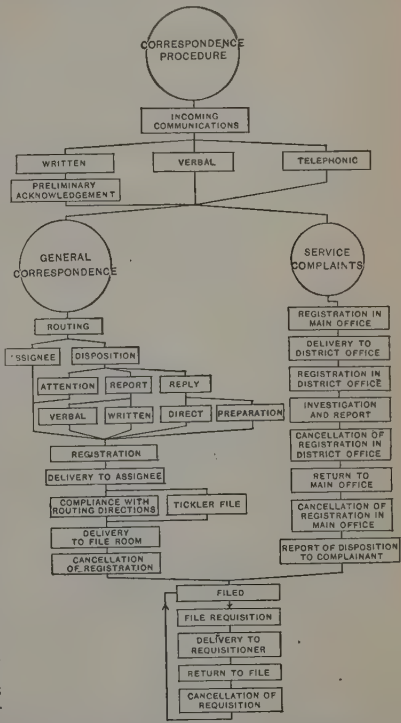 CORRESPONDENCE
PROCEDURE
INCOMING
COMMUNICATIONS
WRITTEN
VERBAL
TELEPHONIC
PRELIMINARY
ACKNOWLEDGEMENT
GENERAL
CORRESPONDENCE
SERVICE
COMPLAINTS
ROUTING
SSIGNEE
DISPOSITION
ATTENTION
REPORT
REPLY
VERBAL
WRITTEN
DIRECT
PREPARATION
REGISTRATION
DELIVERY TO ASSIGNEE
COMPLIANCE WITH
ROUTING DIRECTIONS
TICKLER FILE
DELIVERY
TO FILE ROOM
CANCELLATION
OF REGISTRATION
REGISTRATION IN
MAIN OFFICE
DELIVERY TO
DISTRICT OFFICE
REGISTRATION IN
DISTRICT OFFICE
INVESTIGATION
AND REPORT
CANCELLATION OF
REGISTRATION IN
DISTRICT OFFICE
RETURN TO
MAIN OFFICE
CANCELLATION OF
REGISTRATION IN
MAIN OFFICE
REPORT OF DISPOSITION
TO COMPLAINANT
FILED
FILE REQUISITION
DELIVERY TO
REQUISITIONER
RETURN TO FILE
CANCELLATION OF
REQUISITION